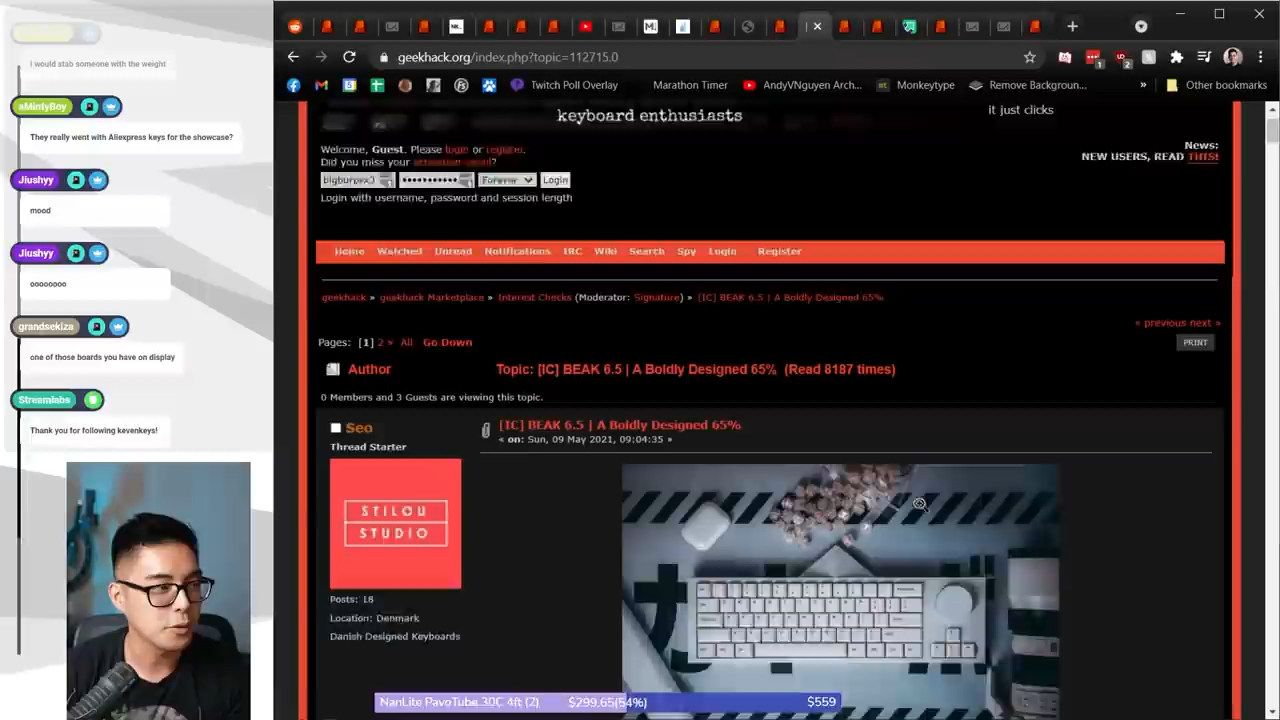 I would stab someone with the weight
aMintyBoy
They really went with Aliexpress keys for the showcase?
Jiushyy
mood
Jiushyy
oooooooo
grandsekiza
one of those boards you have on display
Streamlabs
Thank you for following kevenkeys!
geekhack.org/index.php?topic=112715.0
Twitch Poll Overlay
Marathon Timer
AndyVNguyen Arch...
Monkeytype
Remove Background...
»
Other bookmarks
keyboard enthusiasts
it just clicks
Welcome, Guest. Please login or register.
Did you miss your activation email?
Forever
Login
Login with username, password and session length
News:
NEW USERS, READ THIS!
Home Watched Unread Notifications IRC Wiki Search Spy Login Register
geekhack » geekhack Marketplace » Interest Checks (Moderator: Signature) » [IC] BEAK 6.5 | A Boldly Designed 65%
« previous next »
Pages: [1] 2 » All Go Down
PRINT
Author
Topic: [IC] BEAK 6.5 | A Boldly Designed 65% (Read 8187 times)
0 Members and 3 Guests are viewing this topic.
Seo
Thread Starter
[IC] BEAK 6.5 | A Boldly Designed 65%
« on: Sun, 09 May 2021, 09:04:35 »
STILOU
STUDIO
Posts: 18
Location: Denmark
Danish Designed Keyboards
NanLite PavoTube 30C 4ft (2) $299.65(54%) $559